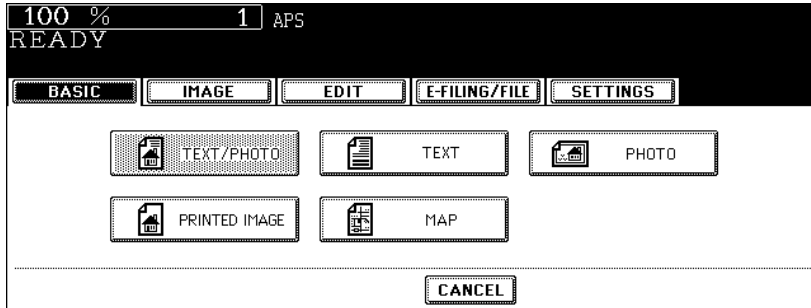 100 % 1 APS
READY
BASIC IMAGE EDIT E-FILING/FILE SETTINGS
TEXT/PHOTO TEXT PHOTO
PRINTED IMAGE MAP
CANCEL